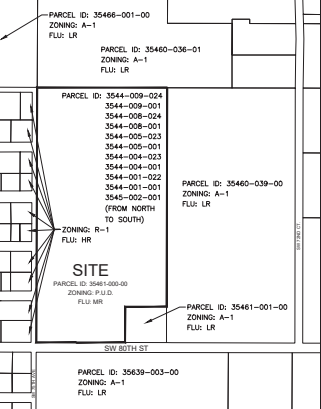 PARCEL ID: 35466-001-00
ZONING: A-1
FLU: LR
PARCEL ID: 35460-036-01
ZONING: A-1
FLU: LR
PARCEL ID: 3544-009-024
3544-009-001
3544-008-024
3544-008-001
3544-005-023
3544-005-001
3544-004-023
3544-004-001
3544-001-022
3544-001-001
3545-002-001
(FROM NORTH
TO SOUTH)
ZONING: R-1
FLU: HR
PARCEL ID: 35460-039-00
ZONING: A-1
FLU: LR
SW 73RD CT
SITE
PARCEL ID: 35461-000-00
ZONING: P.U.D.
FLU: MR
PARCEL ID: 35461-001-00
ZONING: A-1
FLU: LR
SW 80TH ST
PARCEL ID: 35639-003-00
ZONING: A-1
FLU: LR